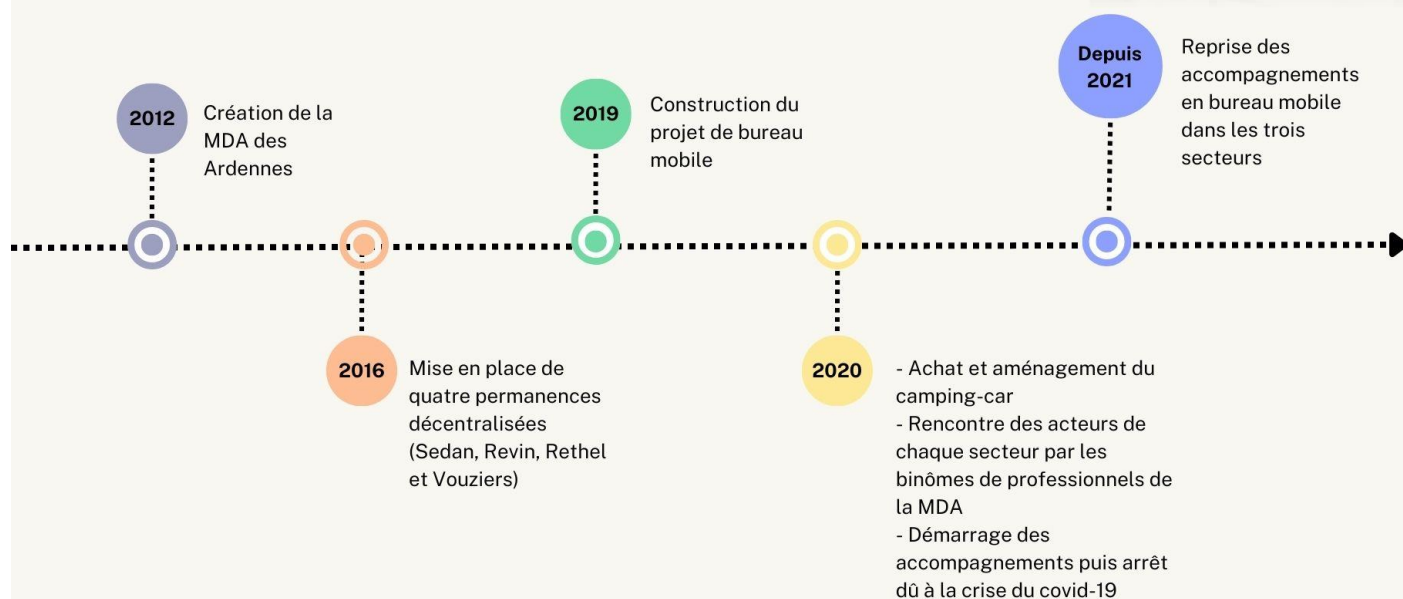 2012
Création de la
MDA des
Ardennes
2016
Mise en place de
quatre permanences
décentralisées
(Sedan, Revin, Rethel
et Vouziers)
2019
Construction du
projet de bureau
mobile
2020
- Achat et aménagement du
camping-car
- Rencontre des acteurs de
chaque secteur par les
binômes de professionnels de
la MDA
- Démarrage des
accompagnements puis arrêt
dû à la crise du covid-19
Depuis
2021
Reprise des
accompagnements
en bureau mobile
dans les trois
secteurs